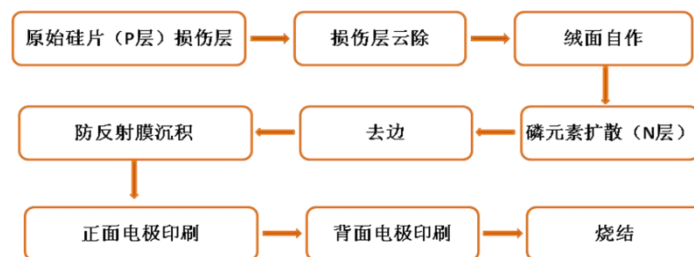 原始硅片（P层）损伤层
损伤层云除
绒面自作
磷元素扩散（N层）
去边
防反射膜沉积
正面电极印刷
背面电极印刷
烧结